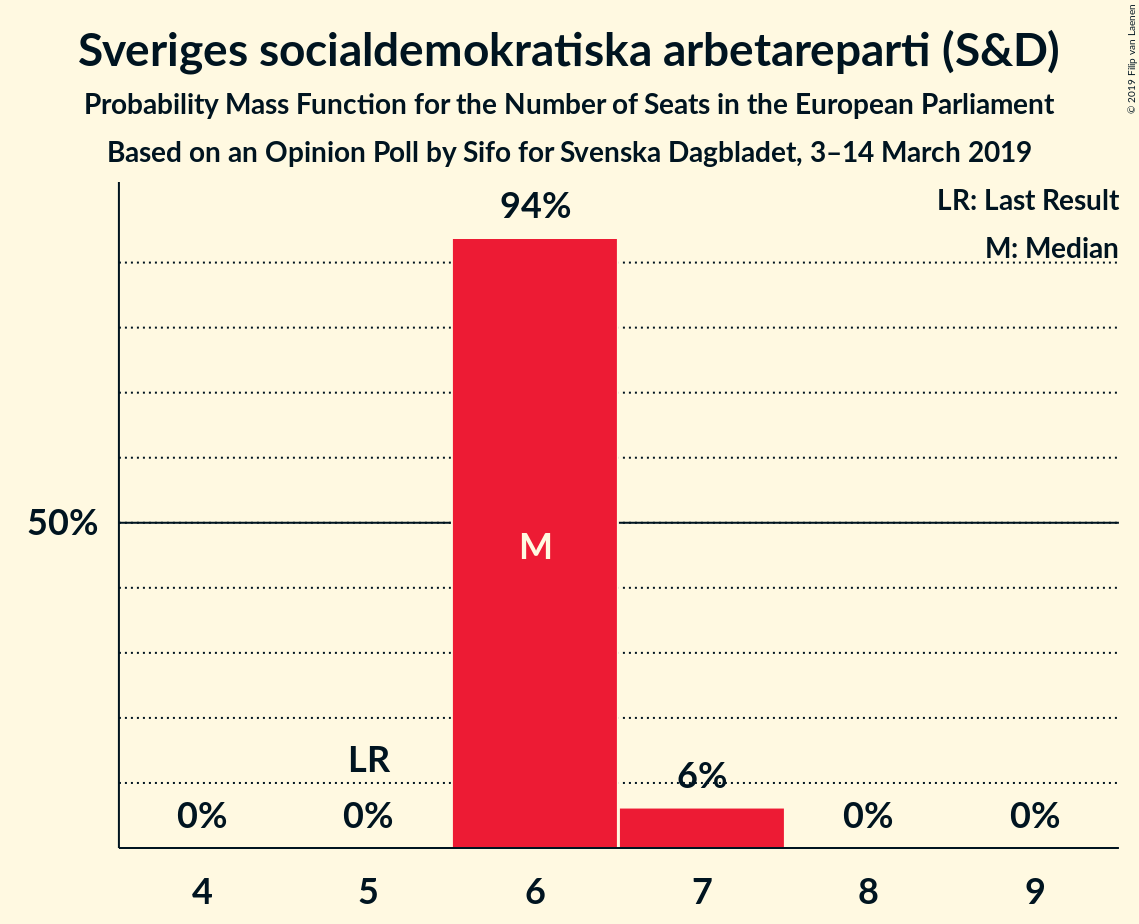 Sveriges socialdemokratiska arbetareparti (S&D)
Probability Mass Function for the Number of Seats in the European Parliament
Based on an Opinion Poll by Sifo for Svenska Dagbladet, 3–14 March 2019
© 2019 Filip van Laenen
LR: Last Result
M: Median
94%
50%
M
LR
6%
0%
0%
0%
0%
4
5
6
7
8
9